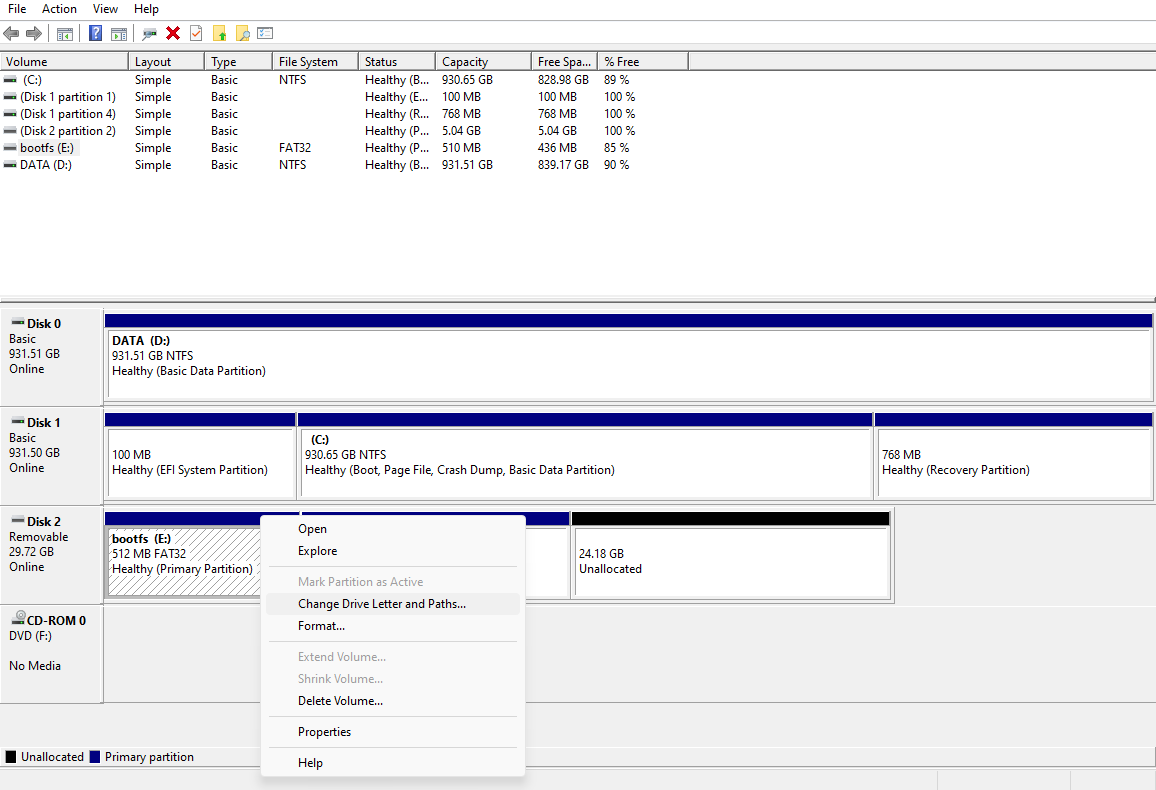 File Action View Help
Volume Layout Type File System Status Capacity Free Spa... % Free
(C:) Simple Basic NTFS Healthy (B... 930.65 GB 828.98 GB 89 %
(Disk 1 partition 1) Simple Basic Healthy (E... 100 MB 100 MB 100 %
(Disk 1 partition 4) Simple Basic Healthy (R... 768 MB 768 MB 100 %
(Disk 2 partition 2) Simple Basic Healthy (P... 5.04 GB 5.04 GB 100 %
bootfs (E:) Simple Basic FAT32 Healthy (P... 510 MB 436 MB 85 %
DATA (D:) Simple Basic NTFS Healthy (B... 931.51 GB 839.17 GB 90 %
Disk 0
Basic
931.51 GB
Online
DATA (D:)
931.51 GB NTFS
Healthy (Basic Data Partition)
Disk 1
Basic
931.50 GB
Online
100 MB
Healthy (EFI System Partition)
(C:)
930.65 GB NTFS
Healthy (Boot, Page File, Crash Dump, Basic Data Partition)
768 MB
Healthy (Recovery Partition)
Disk 2
Removable
29.72 GB
Online
bootfs (E:)
512 MB FAT32
Healthy (Primary Partition)
24.18 GB
Unallocated
Open
Explore
Mark Partition as Active
Change Drive Letter and Paths...
Format...
Extend Volume...
Shrink Volume...
Delete Volume...
Properties
Help
CD-ROM 0
DVD (F:)
No Media
Unallocated Primary partition